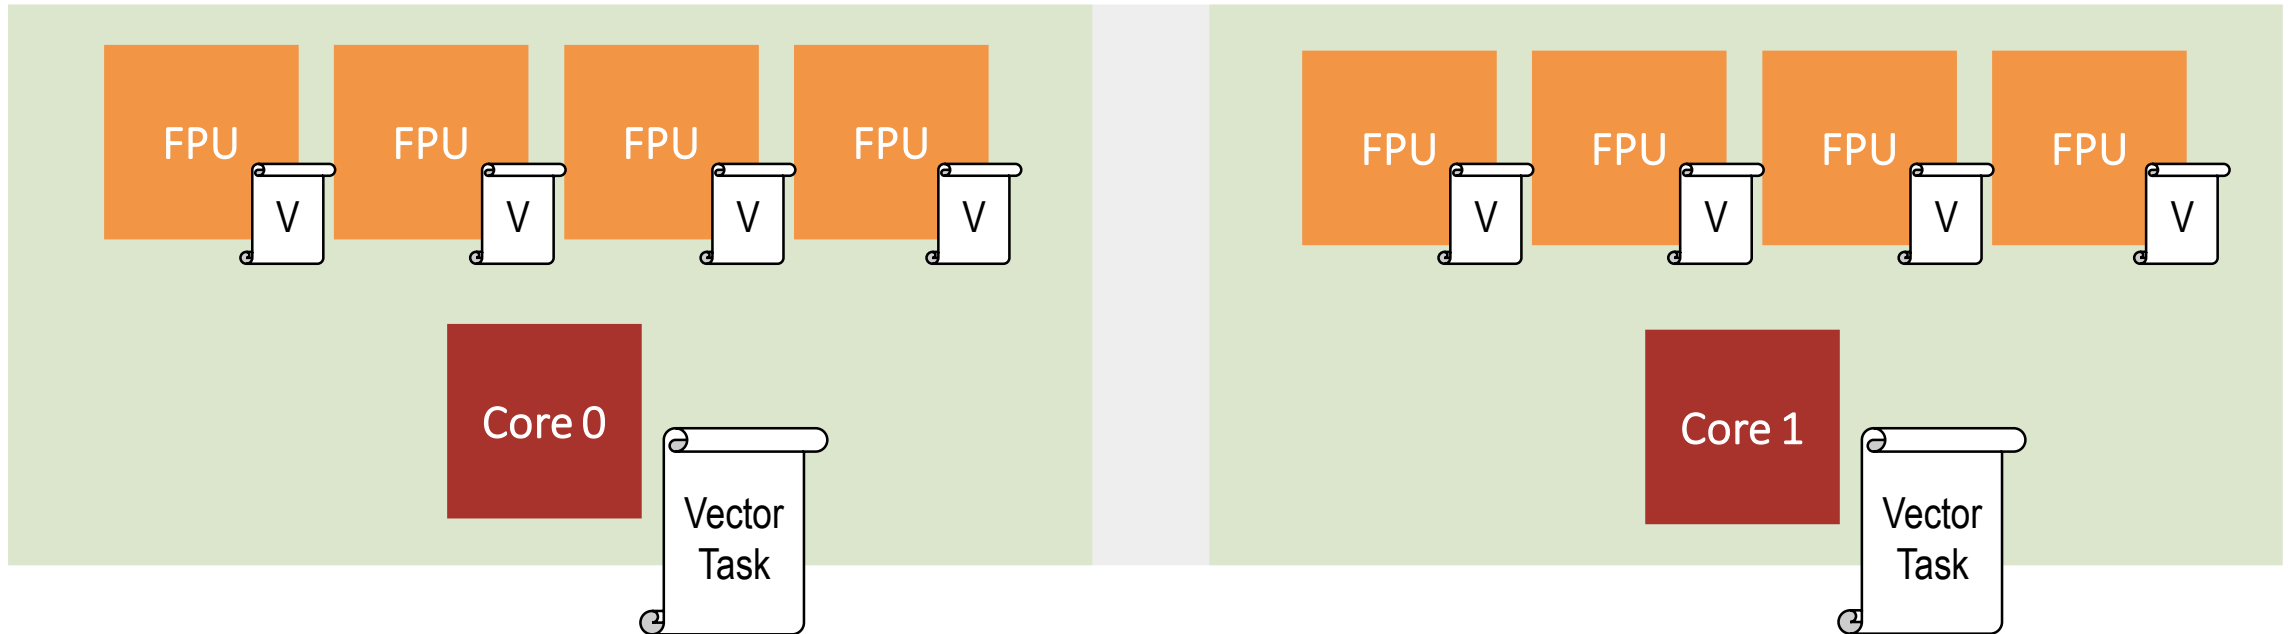 FPU
FPU
FPU
FPU
V
V
V
V
Core 0
Vector
Task
FPU
FPU
FPU
FPU
V
V
V
V
Core 1
Vector
Task